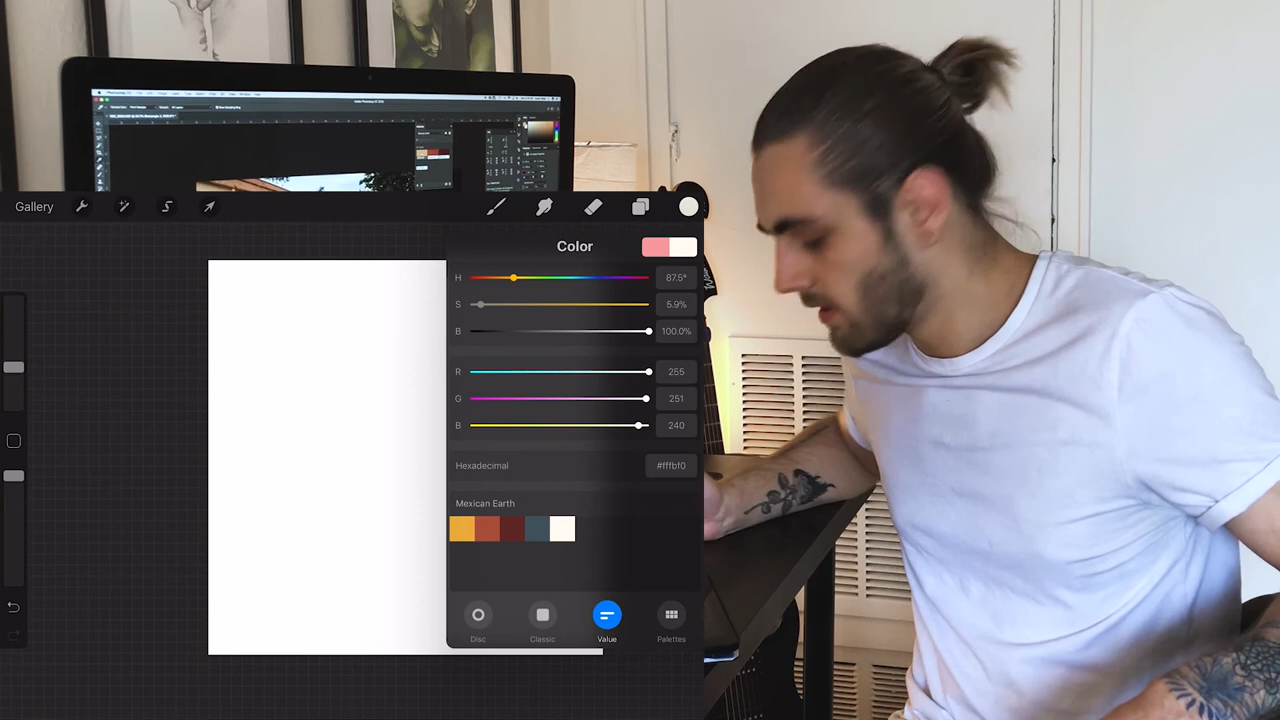 Gallery
Color
H 87.5°
S 5.9%
B 100.0%
R 255
G 251
B 240
Hexadecimal #fffbf0
Mexican Earth
Disc Classic Value Palettes